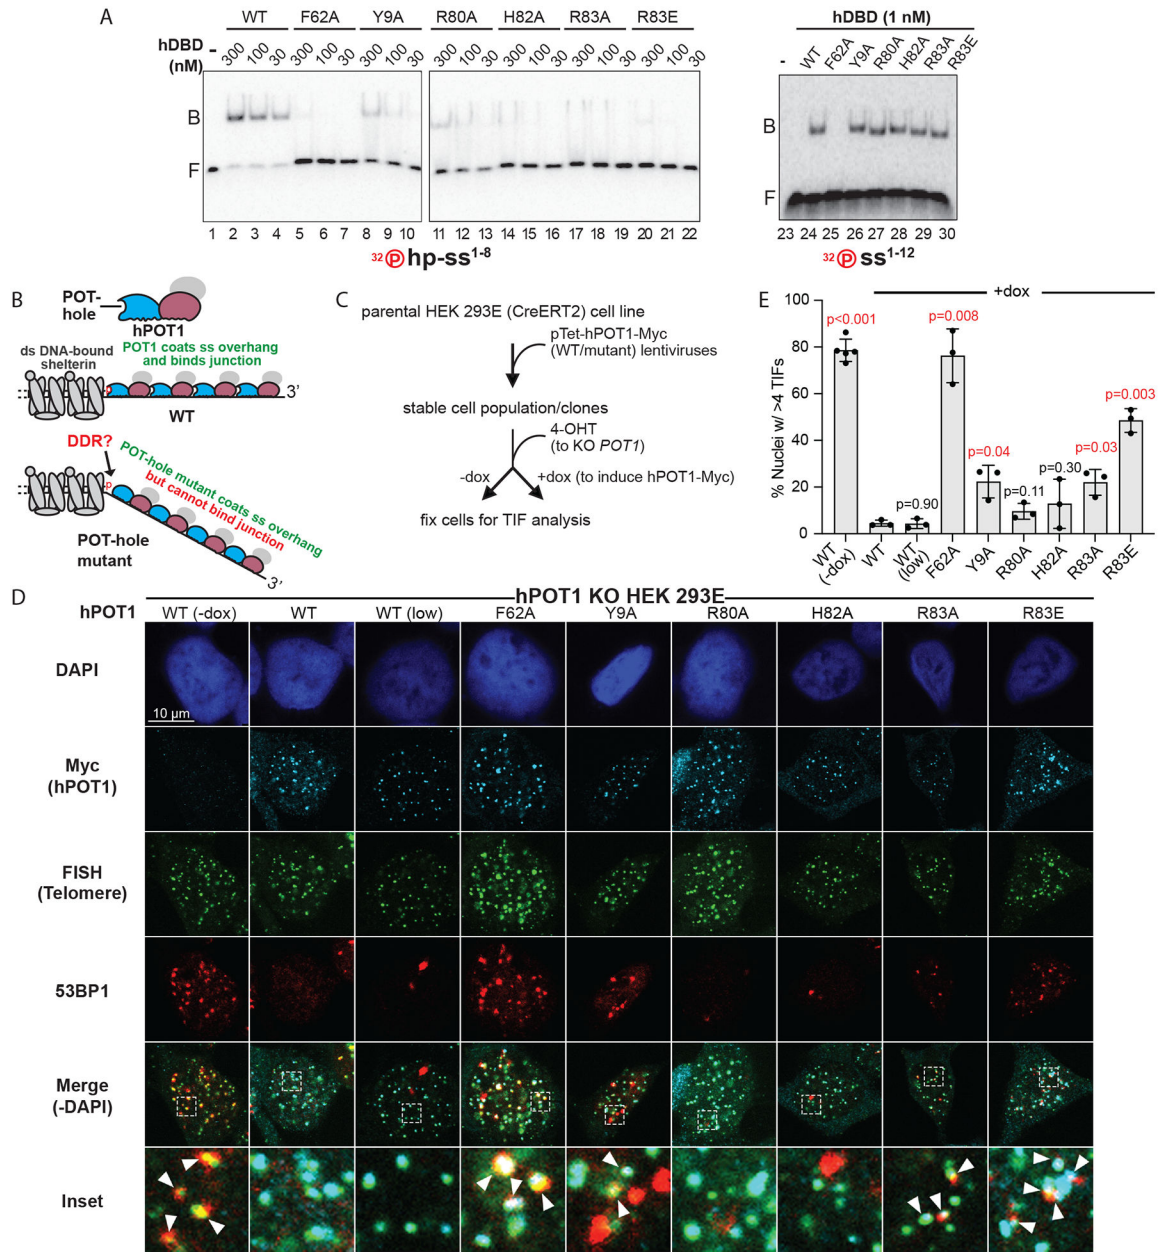 A
WT F62A Y9A R80A H82A R83A R83E
hDBD (nM) - 300 100 30 300 100 30 300 100 30 300 100 30 300 100 30 300 100 30 300 100 30
B
F
1 2 3 4 5 6 7 8 9 10 11 12 13 14 15 16 17 18 19 20 21 22
32 P hp-ss1-8
hDBD (1 nM)
- WT F62A Y9A R80A H82A R83A R83E
B
F
23 24 25 26 27 28 29 30
32 P ss1-12
B
POT-
hole
hPOT1
ds DNA-bound
shelterin
POT1 coats ss overhang
and binds junction
P
3’
WT
DDR?
P
POT-hole mutant coats ss overhang
but cannot bind junction
POT-hole
mutant
3’
C
parental HEK 293E (CreERT2) cell line
pTet-hPOT1-Myc
(WT/mutant) lentiviruses
stable cell population/clones
4-OHT
(to KO POT1)
-dox
+dox (to induce hPOT1-Myc)
fix cells for TIF analysis
E
+dox
% Nuclei w/ >4 TIFs
100
80
60
40
20
0
p<0.001
p=0.90
p=0.008
p=0.04
p=0.11
p=0.30
p=0.03
p=0.003
WT (-dox)
WT
WT (low)
F62A
Y9A
R80A
H82A
R83A
R83E
D
hPOT1 KO HEK 293E
hPOT1 WT (-dox) WT WT (low) F62A Y9A R80A H82A R83A R83E
DAPI
10 µm
Myc
(hPOT1)
FISH
(Telomere)
53BP1
Merge
(-DAPI)
Inset